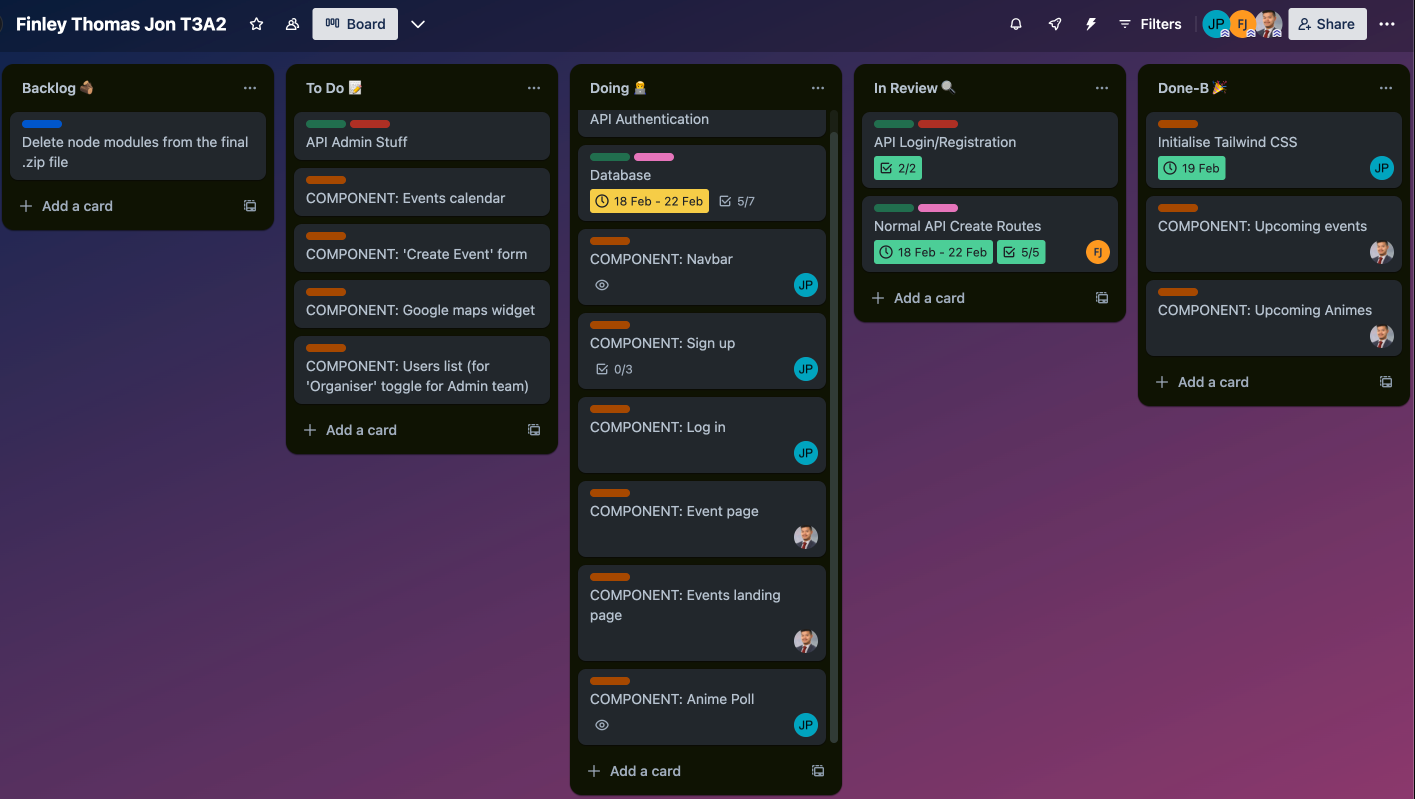 Finley Thomas Jon T3A2
Board
Filters
JP
FJ
Share
Backlog
Delete node modules from the final
.zip file
Add a card
To Do
API Admin Stuff
COMPONENT: Events calendar
COMPONENT: 'Create Event' form
COMPONENT: Google maps widget
COMPONENT: Users list (for
'Organiser' toggle for Admin team)
Add a card
Doing
API Authentication
Database
18 Feb - 22 Feb
5/7
COMPONENT: Navbar
JP
COMPONENT: Sign up
0/3
JP
COMPONENT: Log in
JP
COMPONENT: Event page
COMPONENT: Events landing
page
COMPONENT: Anime Poll
JP
Add a card
In Review
API Login/Registration
2/2
Normal API Create Routes
18 Feb - 22 Feb
5/5
FJ
Add a card
Done-B
Initialise Tailwind CSS
19 Feb
JP
COMPONENT: Upcoming events
COMPONENT: Upcoming Animes
Add a card